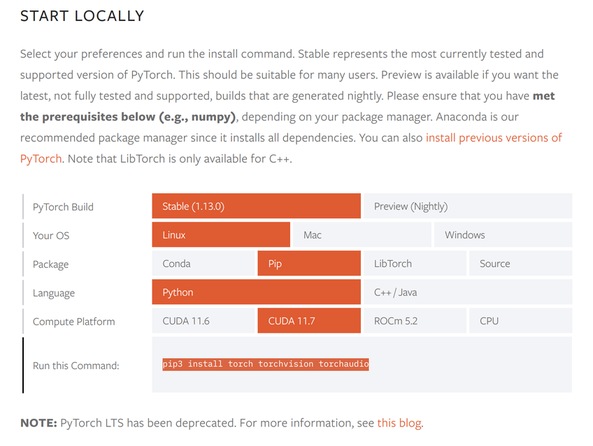 START LOCALLY
Select your preferences and run the install command. Stable represents the most currently tested and
supported version of PyTorch. This should be suitable for many users. Preview is available if you want the
latest, not fully tested and supported, builds that are generated nightly. Please ensure that you have met
the prerequisites below (e.g., numpy), depending on your package manager. Anaconda is our
recommended package manager since it installs all dependencies. You can also install previous versions of
PyTorch. Note that LibTorch is only available for C++.
PyTorch Build Stable (1.13.0) Preview (Nightly)
Your OS Linux Mac Windows
Package Conda Pip LibTorch Source
Language Python C++ / Java
Compute Platform CUDA 11.6 CUDA 11.7 ROCm 5.2 CPU
Run this Command: pip3 install torch torchvision torchaudio
NOTE: PyTorch LTS has been deprecated. For more information, see this blog.